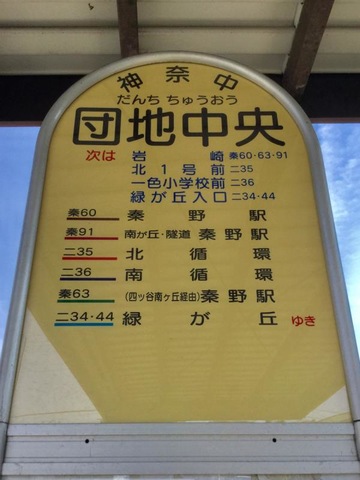 神奈中
だんち ちゅうおう
団地中央
次は 岩崎 秦60・63・91
北1号前 二35
一色小学校前 二36
緑が丘入口 二34・44
秦60 秦野駅
秦91 南が丘・隧道 秦野駅
二35 北循環
二36 南循環
秦63 (四ッ谷南ヶ丘経由)秦野駅
二34・44 緑が丘 ゆき